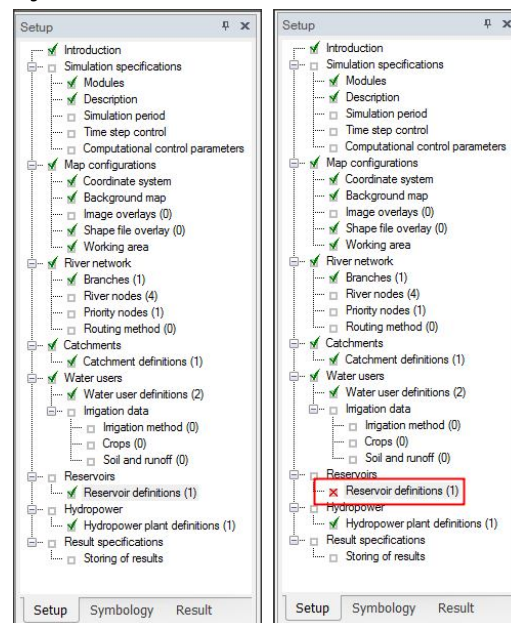 Setup
Introduction
Simulation specifications
Modules
Description
Simulation period
Time step control
Computational control parameters
Map configurations
Coordinate system
Background map
Image overlays (0)
Shape file overlay (0)
Working area
River network
Branches (1)
River nodes (4)
Priority nodes (1)
Routing method (0)
Catchments
Catchment definitions (1)
Water users
Water user definitions (2)
Irrigation data
Irrigation method (0)
Crops (0)
Soil and runoff (0)
Reservoirs
Reservoir definitions (1)
Hydropower
Hydropower plant definitions (1)
Result specifications
Storing of results
Setup Symbology Result
Setup
Introduction
Simulation specifications
Modules
Description
Simulation period
Time step control
Computational control parameters
Map configurations
Coordinate system
Background map
Image overlays (0)
Shape file overlay (0)
Working area
River network
Branches (1)
River nodes (4)
Priority nodes (1)
Routing method (0)
Catchments
Catchment definitions (1)
Water users
Water user definitions (2)
Irrigation data
Irrigation method (0)
Crops (0)
Soil and runoff (0)
Reservoirs
Reservoir definitions (1)
Hydropower
Hydropower plant definitions (1)
Result specifications
Storing of results
Setup Symbology Result